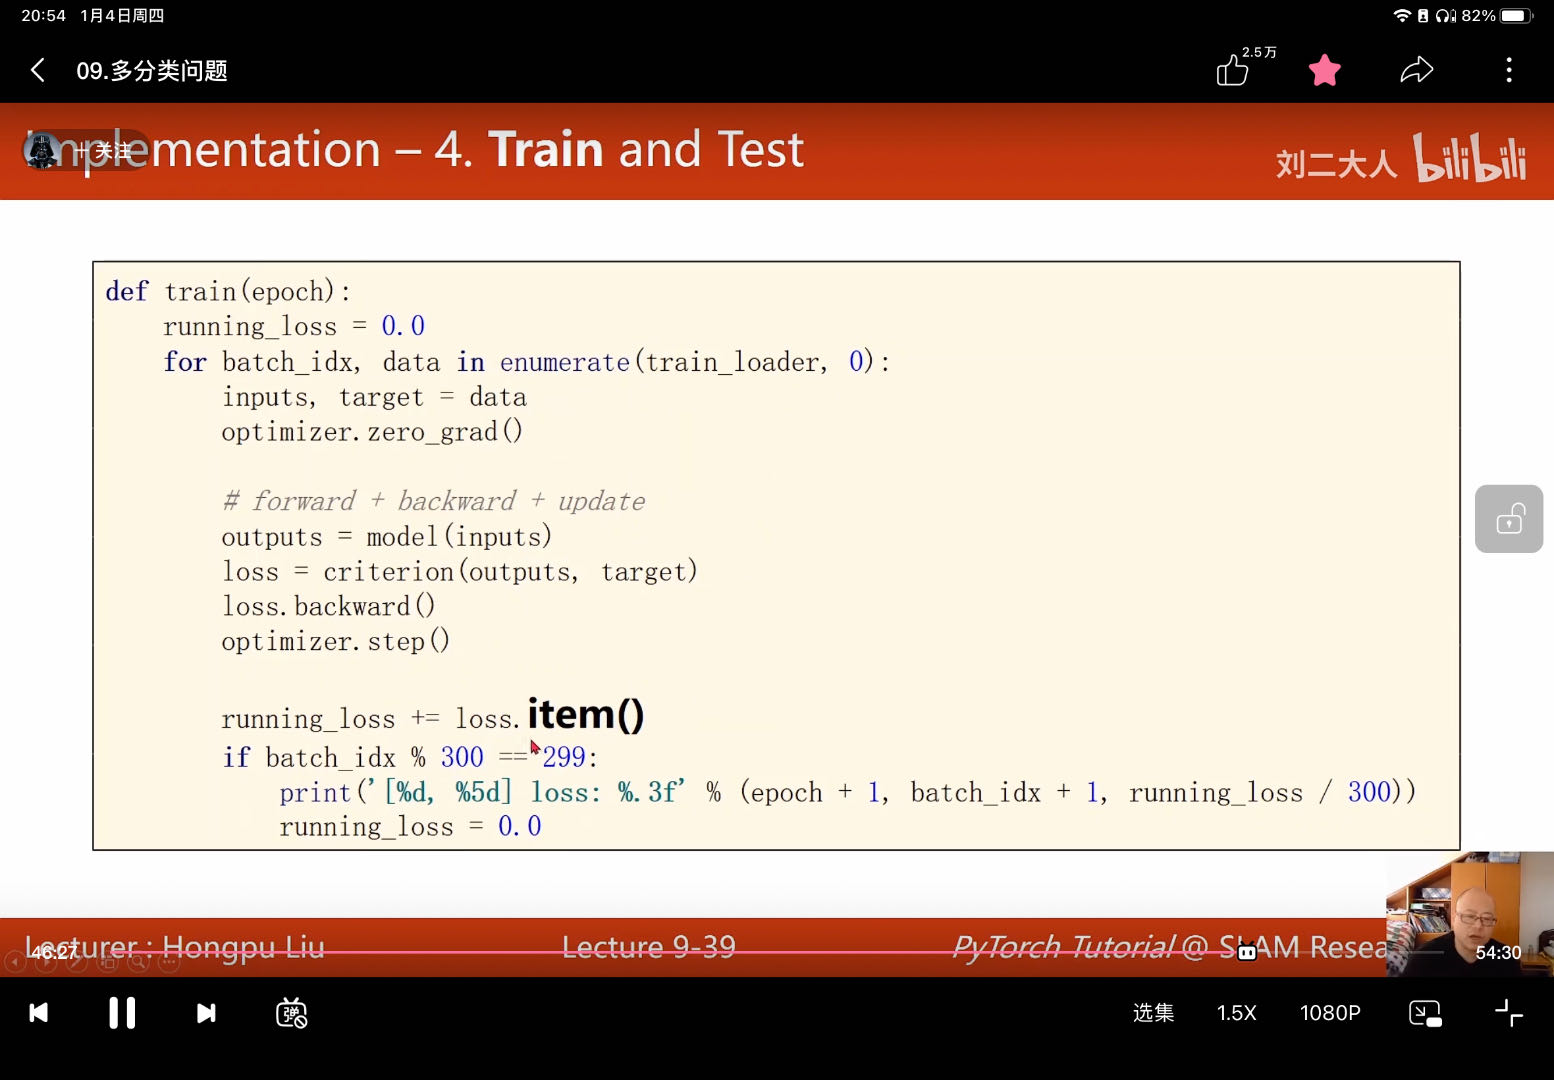 20:54 1月4日周四
82%
09.多分类问题
2.5万
Implementation – 4. Train and Test
+ 关注
刘二大人 bilibili
def train(epoch):
running_loss = 0.0
for batch_idx, data in enumerate(train_loader, 0):
inputs, target = data
optimizer.zero_grad()
# forward + backward + update
outputs = model(inputs)
loss = criterion(outputs, target)
loss.backward()
optimizer.step()
running_loss += loss.item()
if batch_idx % 300 == 299:
print('[%d, %5d] loss: %.3f' % (epoch + 1, batch_idx + 1, running_loss / 300))
running_loss = 0.0
Lecturer : Hongpu Liu
Lecture 9-39
PyTorch Tutorial @ SLAM Resea
46:27
54:30
弹
选集
1.5X
1080P